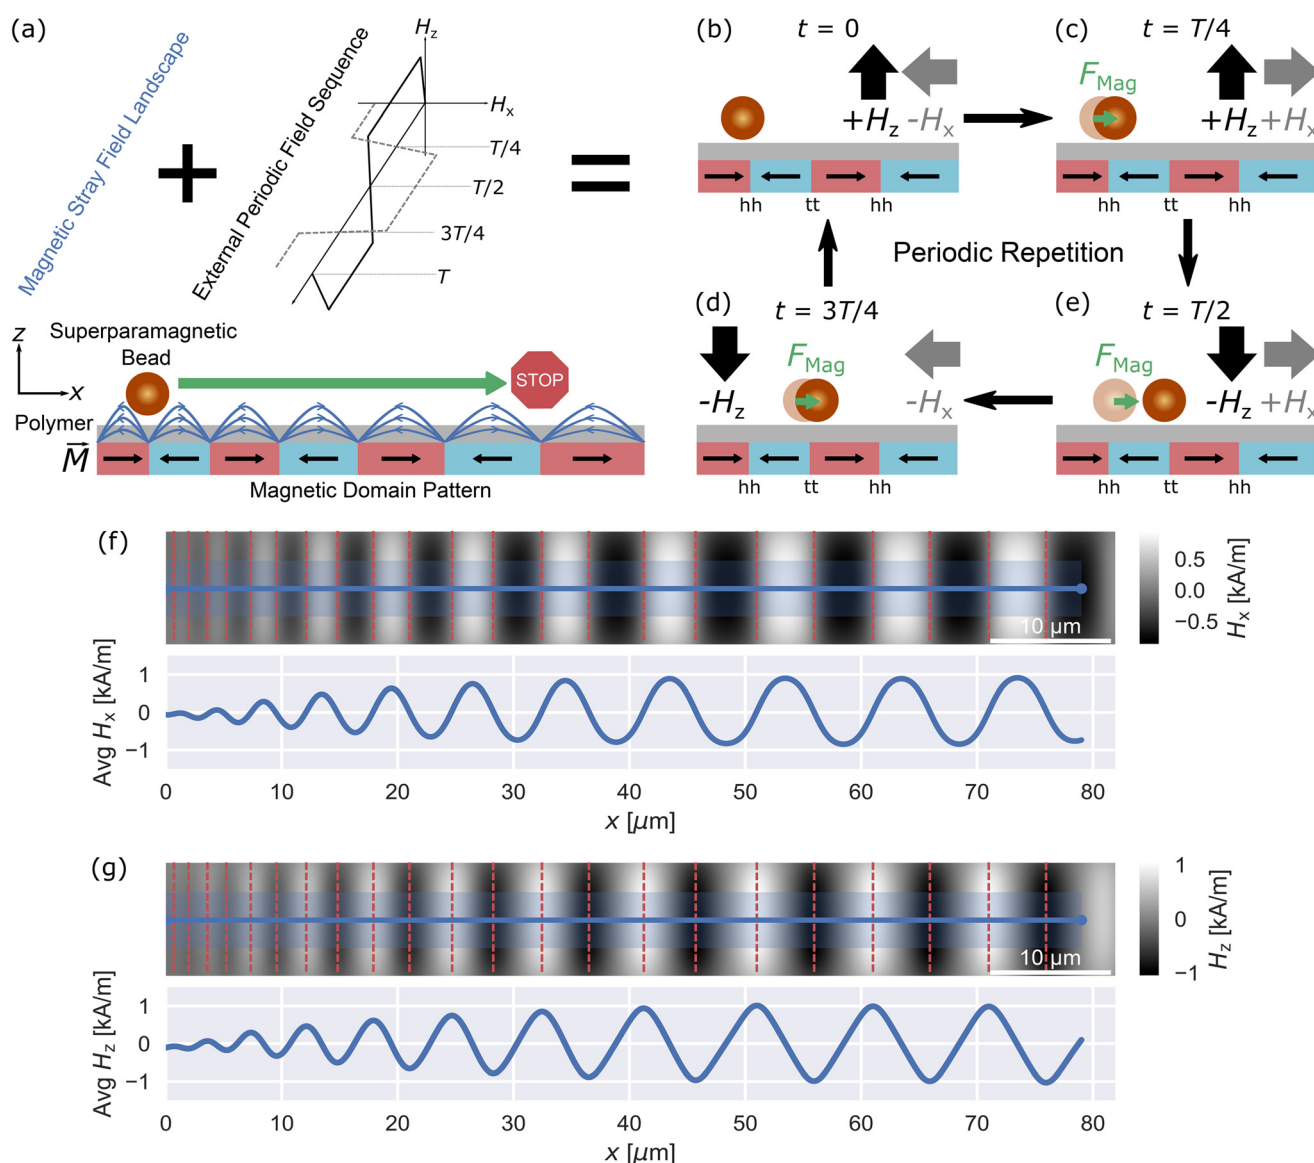 (a)
Magnetic Stray Field Landscape
+
External Periodic Field Sequence
Hz
Hx
T/4
T/2
3T/4
T
=
z
x
Superparamagnetic
Bead
STOP
Polymer
M
Magnetic Domain Pattern
(b)
t = 0
+Hz -Hx
hh tt hh
(c)
t = T/4
FMag
+Hz +Hx
hh tt hh
Periodic Repetition
(d)
t = 3T/4
FMag
-Hz
-Hx
hh tt hh
(e)
t = T/2
FMag
-Hz +Hx
hh tt hh
(f)
10 µm
0.5
0.0
−0.5
Hx [kA/m]
Avg Hx [kA/m]
1
0
−1
0 10 20 30 40 50 60 70 80
x [µm]
(g)
10 µm
1
0
−1
Hz [kA/m]
Avg Hz [kA/m]
1
0
−1
0 10 20 30 40 50 60 70 80
x [µm]